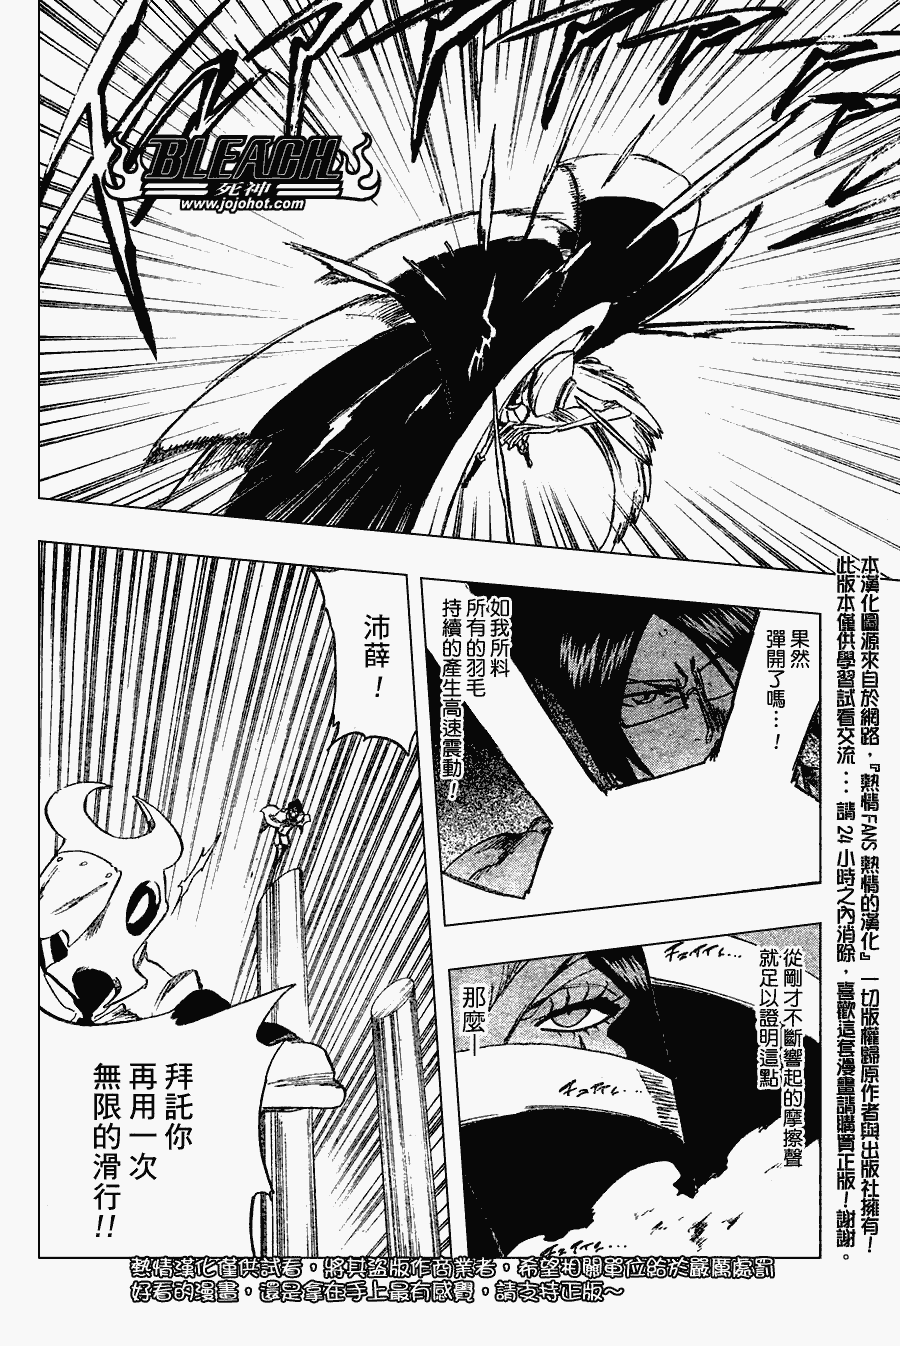 BLEACH
死神
www.jojohot.com
果然
彈開了嗎…！
如我所料
所有的羽毛
持續的產生高速震動！
沛薛！
從剛才不斷響起的摩擦聲
就足以證明這點
那麼－
拜託你
再用一次
無限的滑行!!
本漢化圖源來自於網路，『熱情FANS熱情的漢化』一切版權歸原作者與出版社擁有！
此版本僅供學習試看交流…請24小時之內消除，喜歡這套漫畫請購買正版！謝謝。
熱情漢化僅供試看，將其盜版作商業者，希望相關單位給於嚴厲處罰
好看的漫畫，還是拿在手上最有感覺，請支持正版～